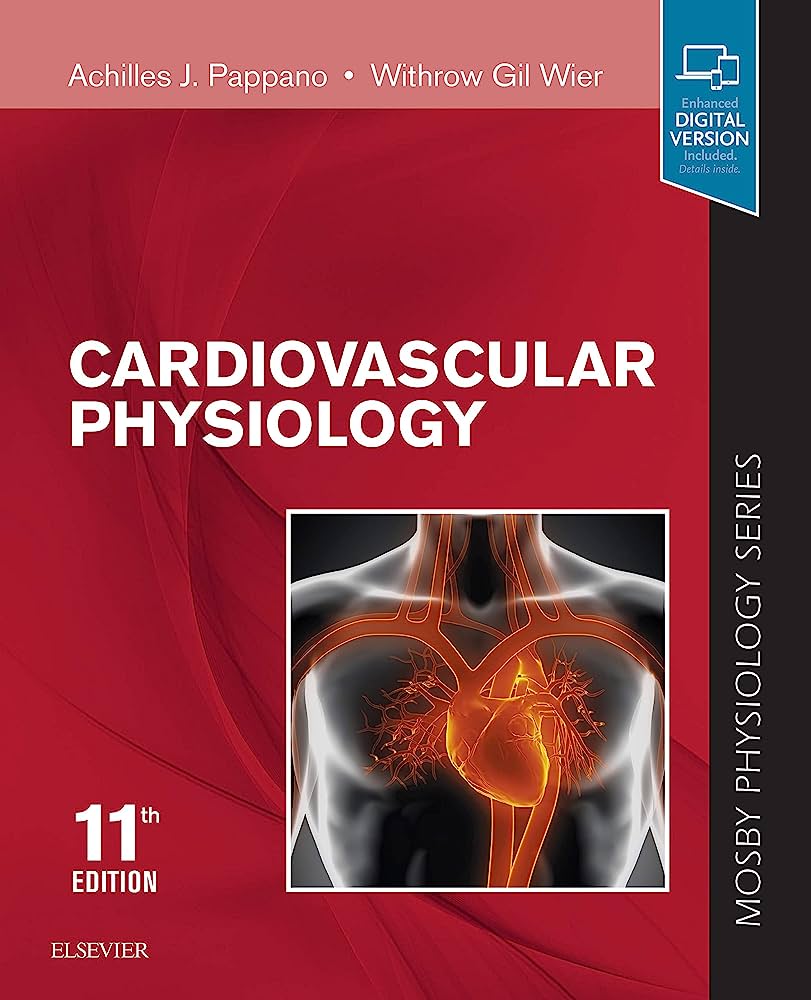 Achilles J. Pappano • Withrow Gil Wier
Enhanced
DIGITAL
VERSION
Included.
Details inside.
CARDIOVASCULAR
PHYSIOLOGY
MOSBY PHYSIOLOGY SERIES
11th
EDITION
ELSEVIER